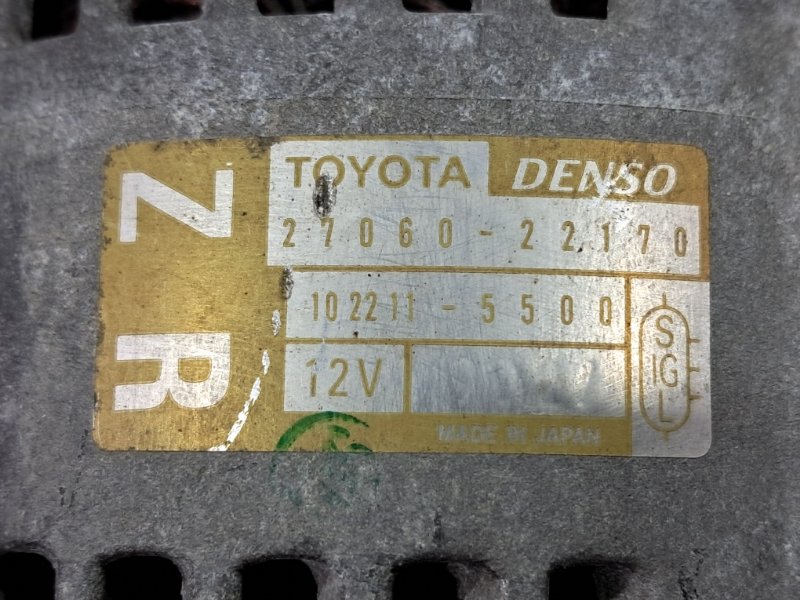 TOYOTA DENSO
27060-22170
102211-5500
12V
MADE IN JAPAN
Z
R
S
IG
L